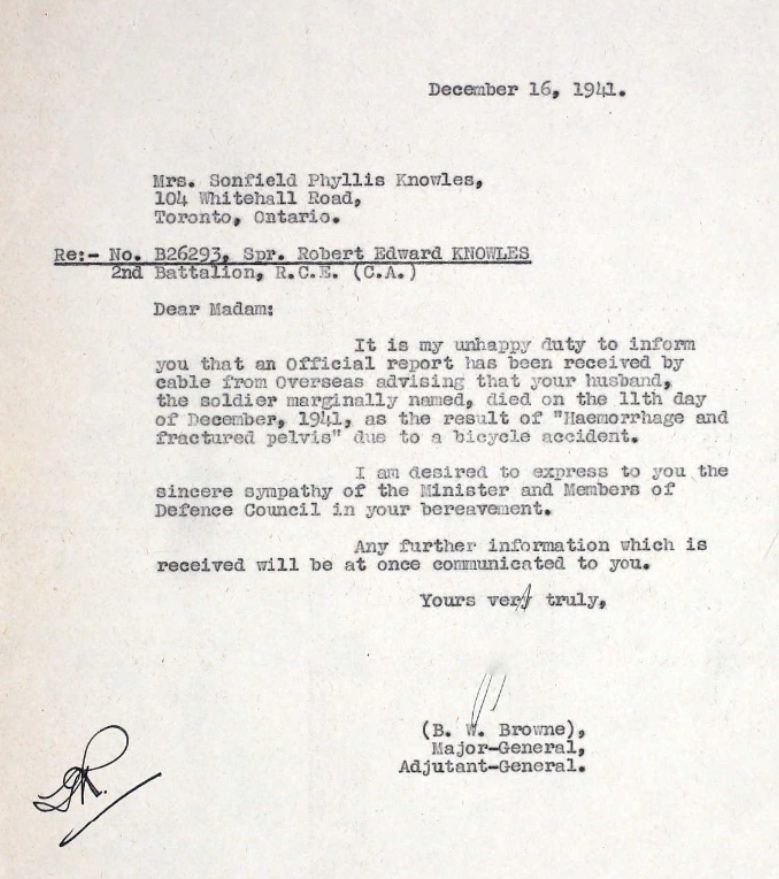 December 16, 1941.
Mrs. Sonfield Phyllis Knowles,
104 Whitehall Road,
Toronto, Ontario.
Re:- No. B26293, Spr. Robert Edward KNOWLES
2nd Battalion, R.C.E. (C.A.)
Dear Madam:
It is my unhappy duty to inform
you that an Official report has been received by
cable from Overseas advising that your husband,
the soldier marginally named, died on the 11th day
of December, 1941, as the result of "Haemorrhage and
fractured pelvis" due to a bicycle accident.
I am desired to express to you the
sincere sympathy of the Minister and Members of
Defence Council in your bereavement.
Any further information which is
received will be at once communicated to you.
Yours very truly,
(B. W. Browne),
Major-General,
Adjutant-General.